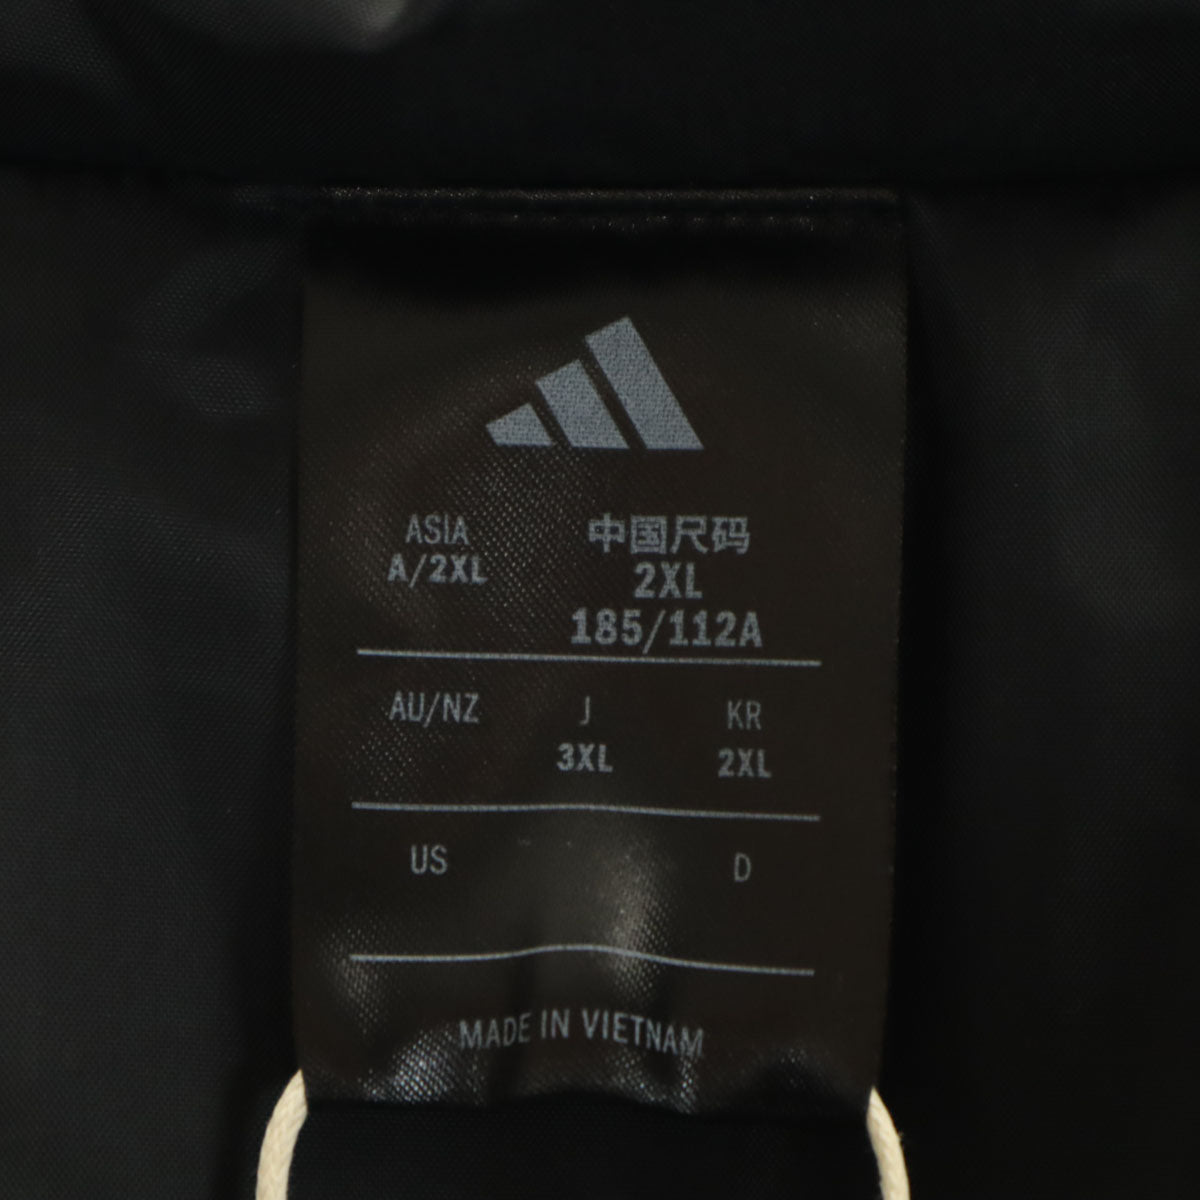 ASIA 中国尺码
A/2XL 2XL
185/112A
AU/NZ J KR
3XL 2XL
US D
MADE IN VIETNAM